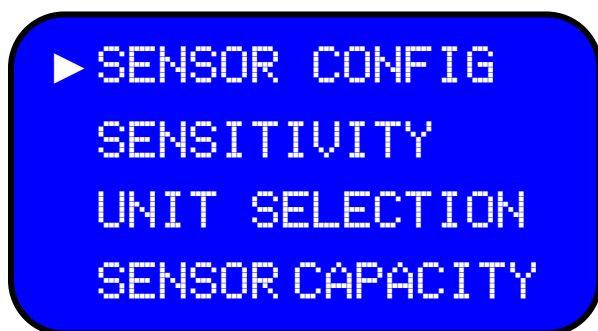 ►SENSOR CONFIG
SENSITIVITY
UNIT SELECTION
SENSOR CAPACITY